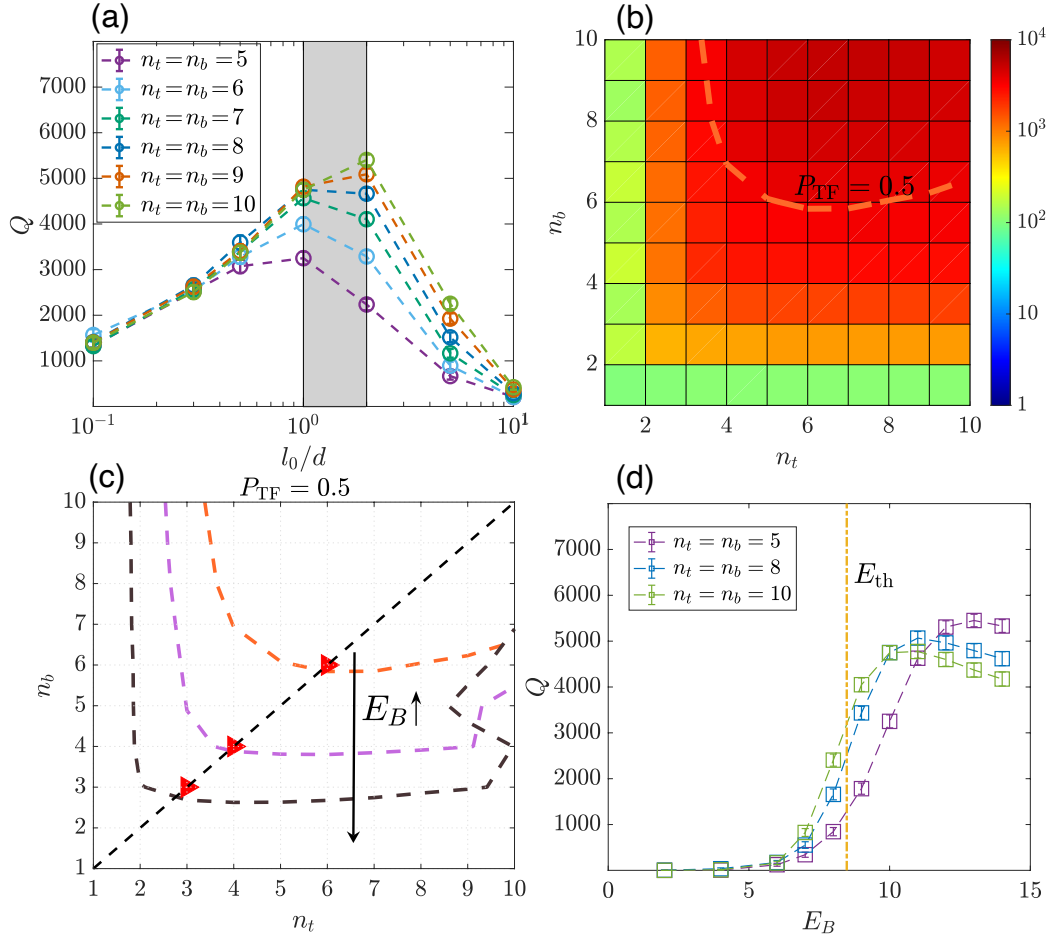 (a)
Q
8000
7000
6000
5000
4000
3000
2000
1000
n_t = n_b = 5
n_t = n_b = 6
n_t = n_b = 7
n_t = n_b = 8
n_t = n_b = 9
n_t = n_b = 10
10^{-1} 10^0 10^1
l_0/d
(b)
n_b
10
8
6
4
2
P_TF = 0.5
2 4 6 8 10
n_t
10^4
10^3
10^2
10
1
(c)
P_TF = 0.5
n_b
10
9
8
7
6
5
4
3
2
1
E_B ↑
1 2 3 4 5 6 7 8 9 10
n_t
(d)
Q
7000
6000
5000
4000
3000
2000
1000
n_t = n_b = 5
n_t = n_b = 8
n_t = n_b = 10
E_th
0 5 10 15
E_B